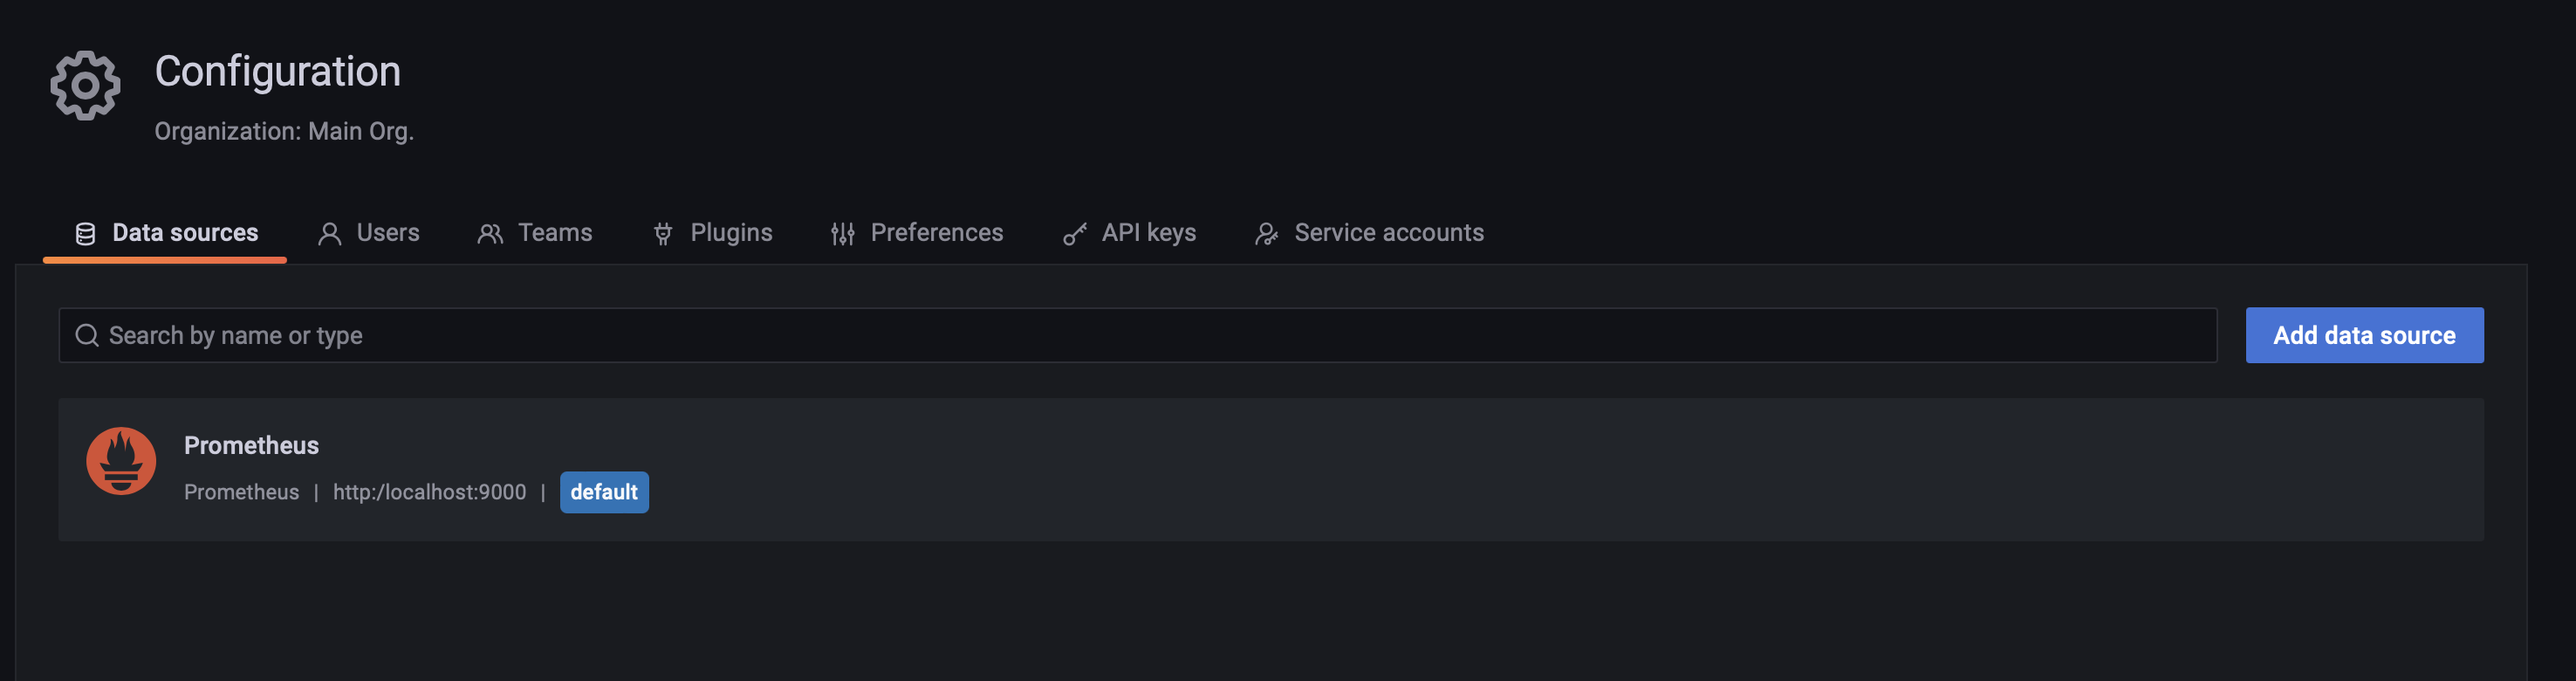 Configuration
Organization: Main Org.
Data sources Users Teams Plugins Preferences API keys Service accounts
Search by name or type Add data source
Prometheus
Prometheus | http:/localhost:9000 | default